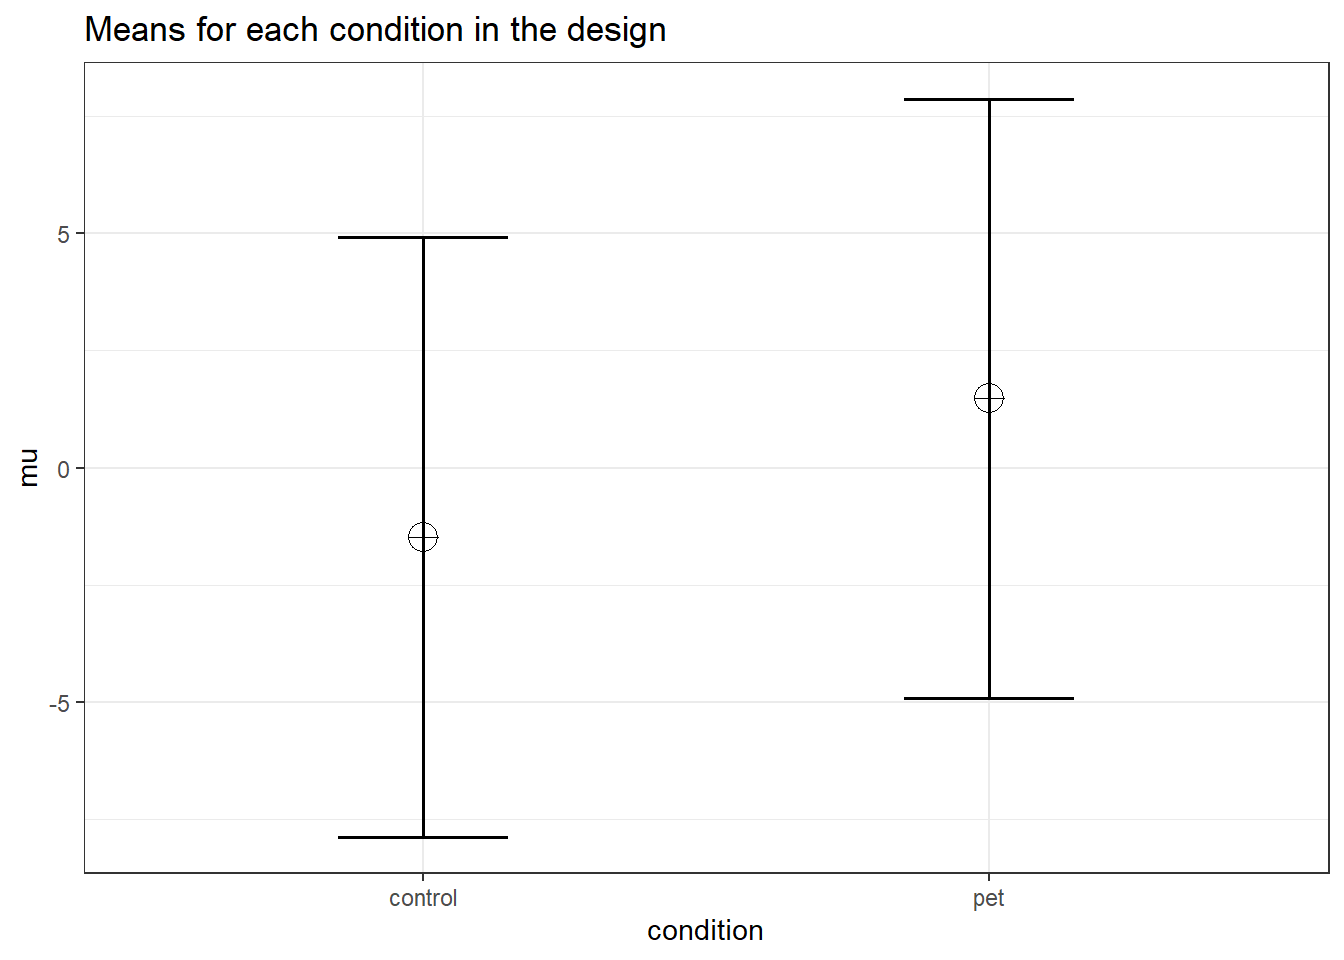 Means for each condition in the design
mu
5
0
-5
control
pet
condition